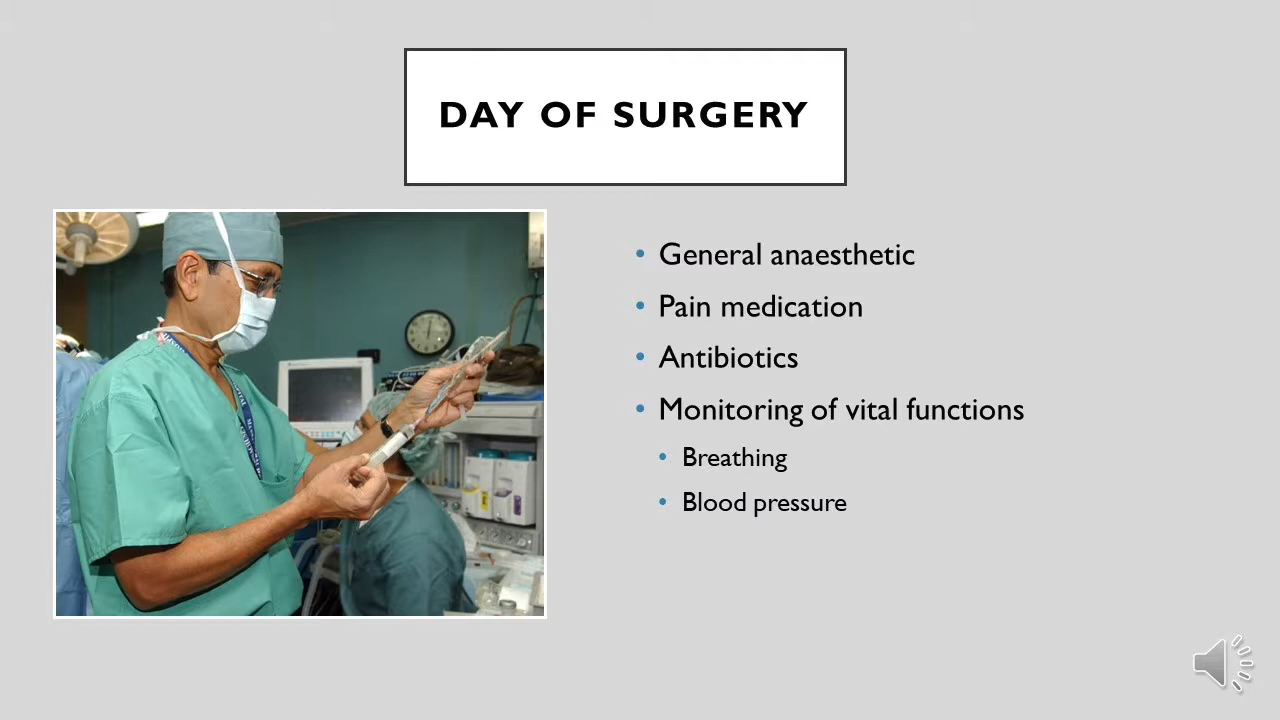 DAY OF SURGERY
General anaesthetic
Pain medication
Antibiotics
Monitoring of vital functions
Breathing
Blood pressure